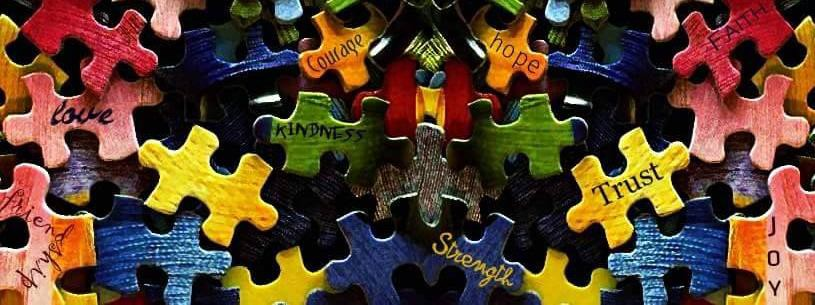 FAITH
Courage
hope
love
KINDNESS
Trust
friendship
Strength
JOY